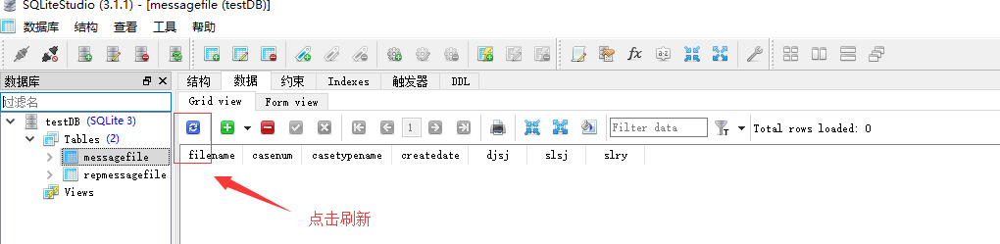 SQLiteStudio (3.1.1) - [messagefile (testDB)]
数据库 结构 查看 工具 帮助
数据库
结构 数据 约束 Indexes 触发器 DDL
过滤名
Grid view Form view
testDB (SQLite 3)
Tables (2)
messagefile
repmessagefile
Views
1
Filter data
Total rows loaded: 0
filename casenum casetypename createdate djsj slsj slry
点击刷新